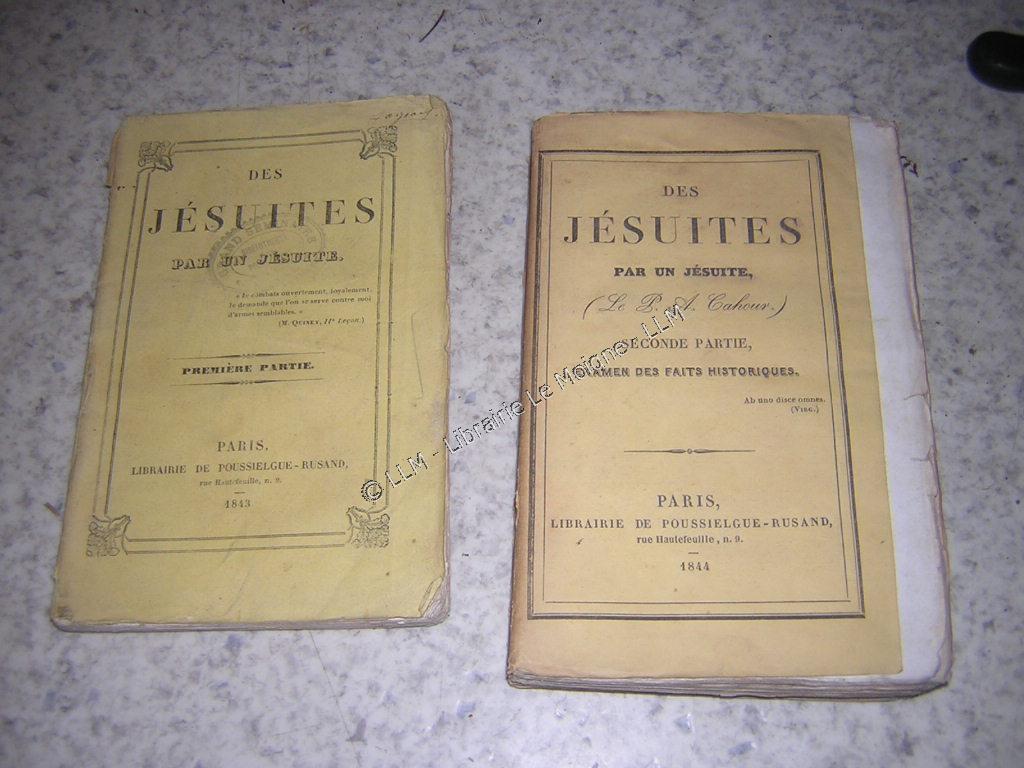 DES
JÉSUITES
PAR UN JÉSUITE.
« Je combats ouvertement, loyalement.
Je demande que l'on se serve contre moi
d'armes semblables. »
(M. QUINET, IIe Leçon.)
PREMIÈRE PARTIE.
PARIS,
LIBRAIRIE DE POUSSIELGUE-RUSAND,
rue Hautefeuille, n. 9.
1843
DES
JÉSUITES
PAR UN JÉSUITE,
(Le P. A. Cahour.)
SECONDE PARTIE,
EXAMEN DES FAITS HISTORIQUES.
Ab uno disce omnes.
(VIRG.)
PARIS,
LIBRAIRIE DE POUSSIELGUE-RUSAND,
rue Hautefeuille, n. 9.
1844
© LLM - Librairie Le Moigne - LLM